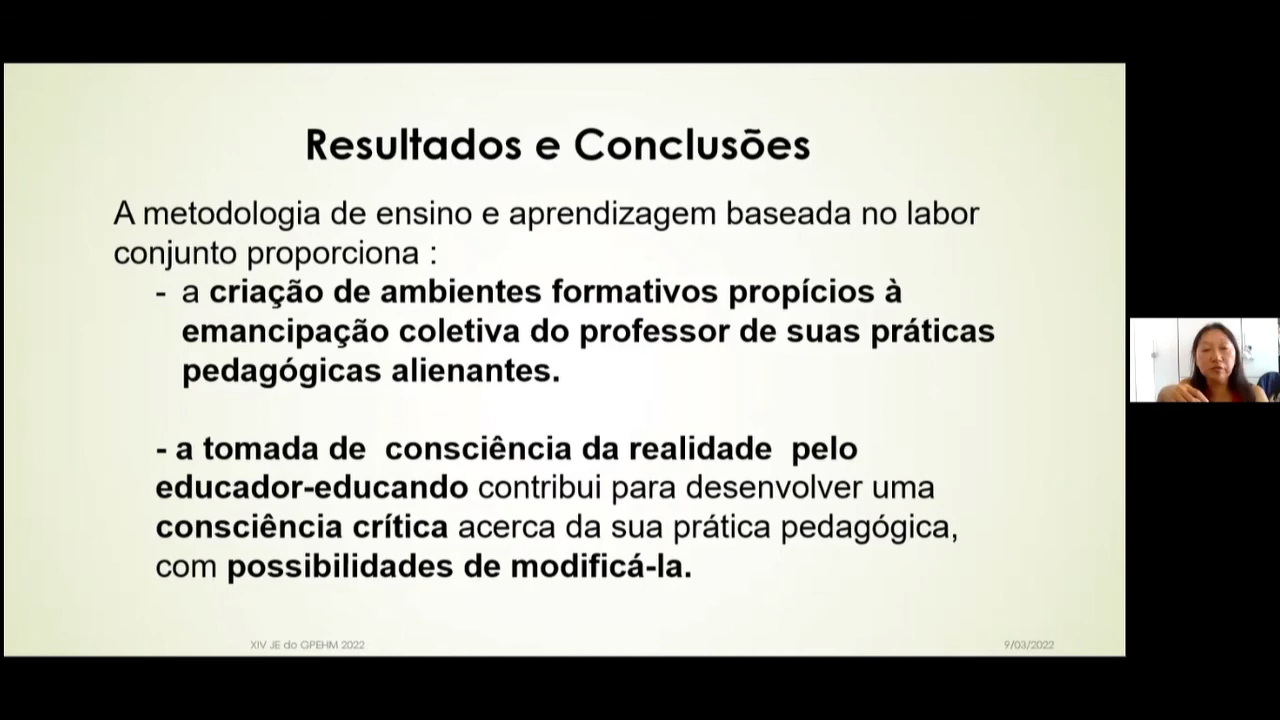 Resultados e Conclusões
A metodologia de ensino e aprendizagem baseada no labor
conjunto proporciona :
- a criação de ambientes formativos propícios à
emancipação coletiva do professor de suas práticas
pedagógicas alienantes.
- a tomada de consciência da realidade pelo
educador-educando contribui para desenvolver uma
consciência crítica acerca da sua prática pedagógica,
com possibilidades de modificá-la.
XIV JE do GPEHM 2022
9/03/2022